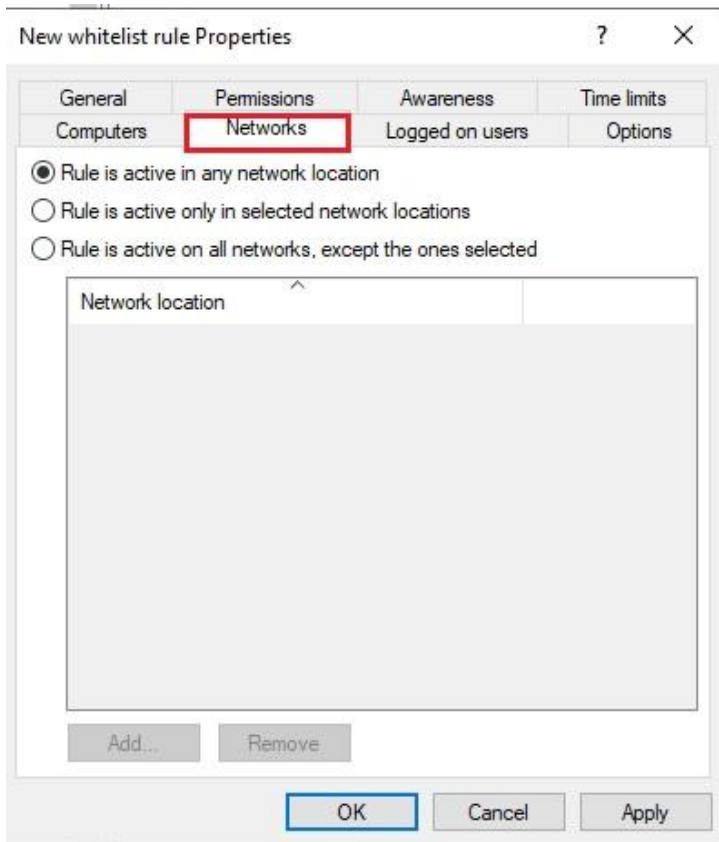 New whitelist rule Properties ?
General Permissions Awareness Time limits
Computers Networks Logged on users Options
Rule is active in any network location
Rule is active only in selected network locations
Rule is active on all networks, except the ones selected
Network location
Add... Remove
OK Cancel Apply